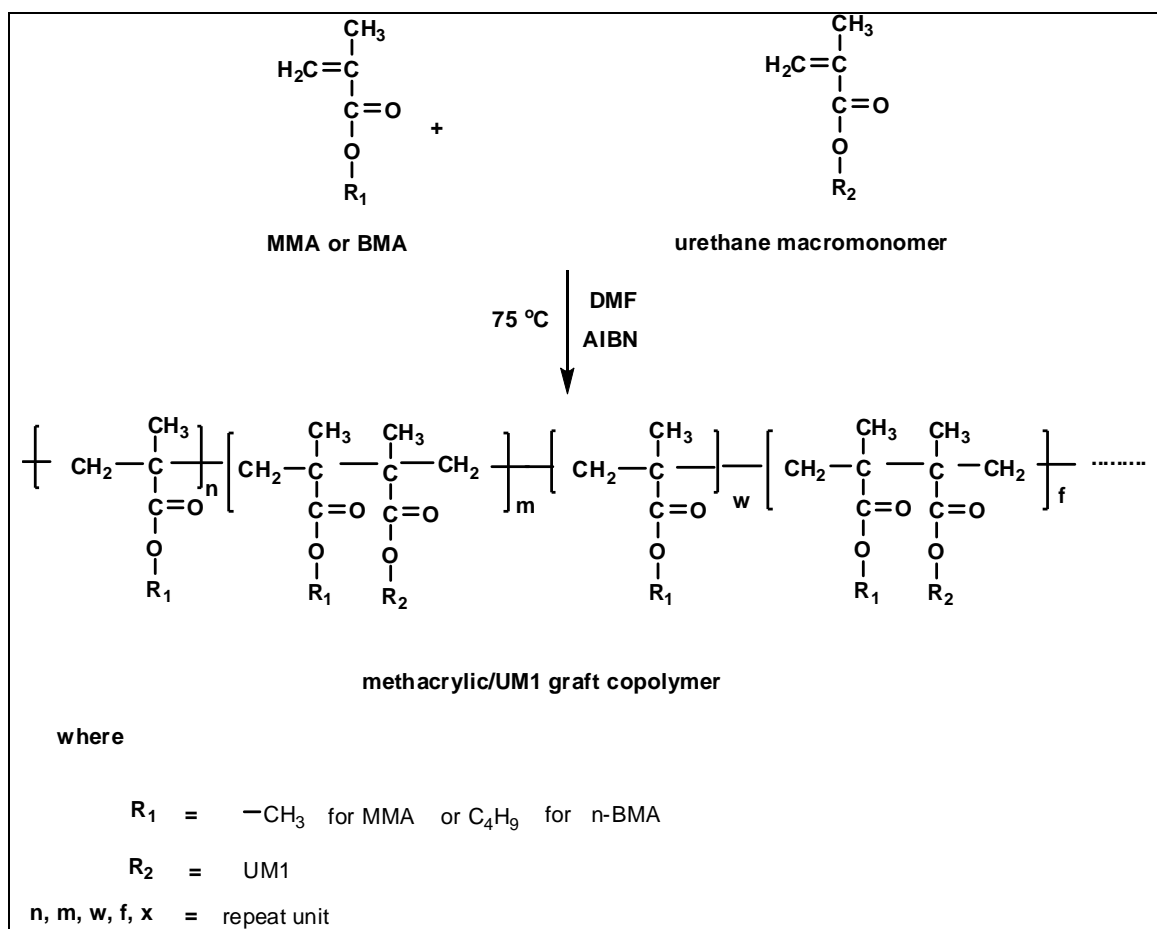 CH₃ CH₃
H₂C=C H₂C=C
C=O + C=O
O O
R₁ R₂
MMA or BMA urethane macromonomer
75 °C DMF
AIBN
CH₃ CH₃ CH₃ CH₃ CH₃ CH₃
CH₂—C n CH₂—C—C—CH₂ m CH₂—C w CH₂—C—C—CH₂ f ·········
C=O C=O C=O C=O C=O C=O
O O O O O O
R₁ R₁ R₂ R₁ R₁ R₂
methacrylic/UM1 graft copolymer
where
R₁ = —CH₃ for MMA or C₄H₉ for n-BMA
R₂ = UM1
n, m, w, f, x = repeat unit